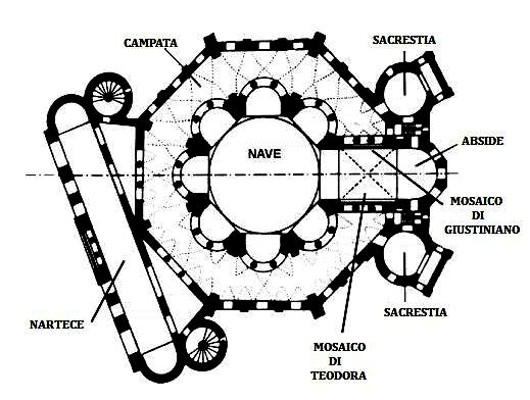 SACRESTIA
CAMPATA
ABSIDE
NAVE
MOSAICO
DI
GIUSTINIANO
SACRESTIA
NARTECE
MOSAICO
DI
TEODORA